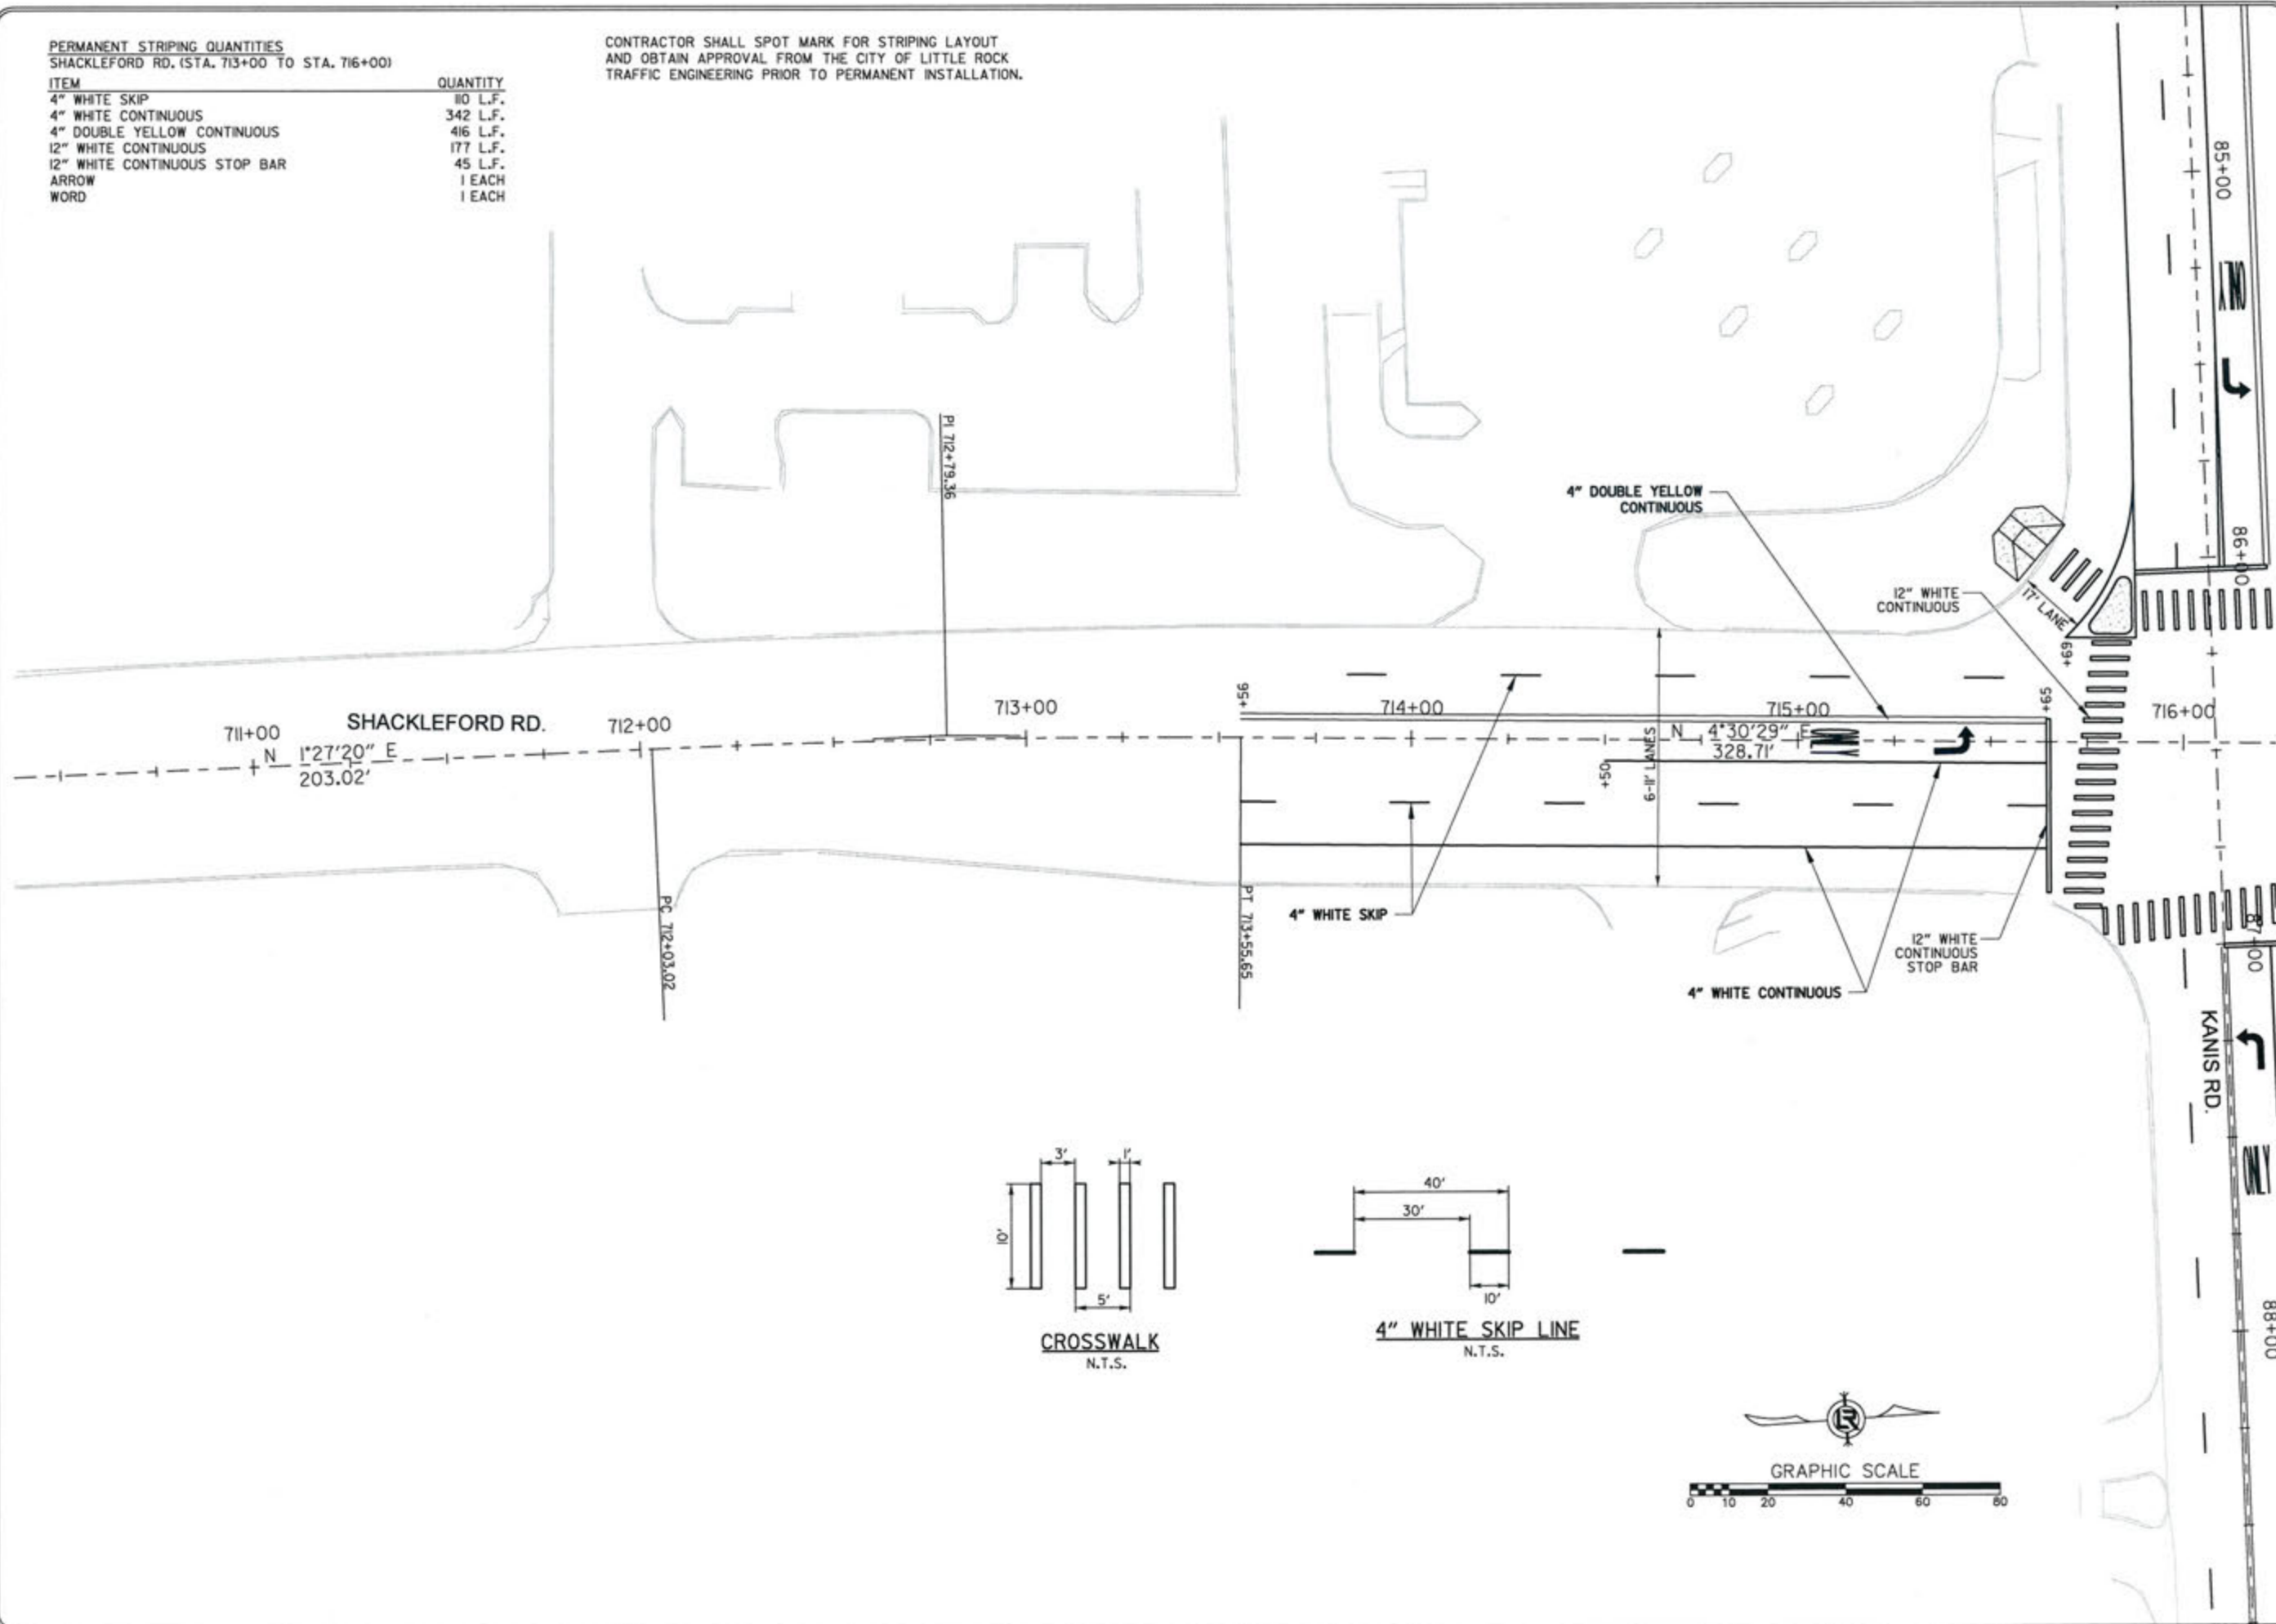 PERMANENT STRIPING QUANTITIES
SHACKLEFORD RD. (STA. 713+00 TO STA. 716+00)
ITEM QUANTITY
4" WHITE SKIP 110 L.F.
4" WHITE CONTINUOUS 342 L.F.
4" DOUBLE YELLOW CONTINUOUS 416 L.F.
12" WHITE CONTINUOUS 177 L.F.
12" WHITE CONTINUOUS STOP BAR 45 L.F.
ARROW 1 EACH
WORD 1 EACH
CONTRACTOR SHALL SPOT MARK FOR STRIPING LAYOUT
AND OBTAIN APPROVAL FROM THE CITY OF LITTLE ROCK
TRAFFIC ENGINEERING PRIOR TO PERMANENT INSTALLATION.
85+00
ONLY
PI 712+79.36
4" DOUBLE YELLOW
CONTINUOUS
86+00
12" WHITE
CONTINUOUS
17' LANE
+69
+56
+65
711+00
SHACKLEFORD RD.
712+00
713+00
714+00
715+00
716+00
N 1°27'20" E
203.02'
N 4°30'29" E
328.71'
ONLY
+50
6-11' LANES
PC 712+03.02
PT 713+55.65
4" WHITE SKIP
12" WHITE
CONTINUOUS
STOP BAR
4" WHITE CONTINUOUS
87+00
KANIS RD.
ONLY
88+00
3'
1'
10'
5'
CROSSWALK
N.T.S.
40'
30'
10'
4" WHITE SKIP LINE
N.T.S.
LR
GRAPHIC SCALE
0 10 20 40 60 80